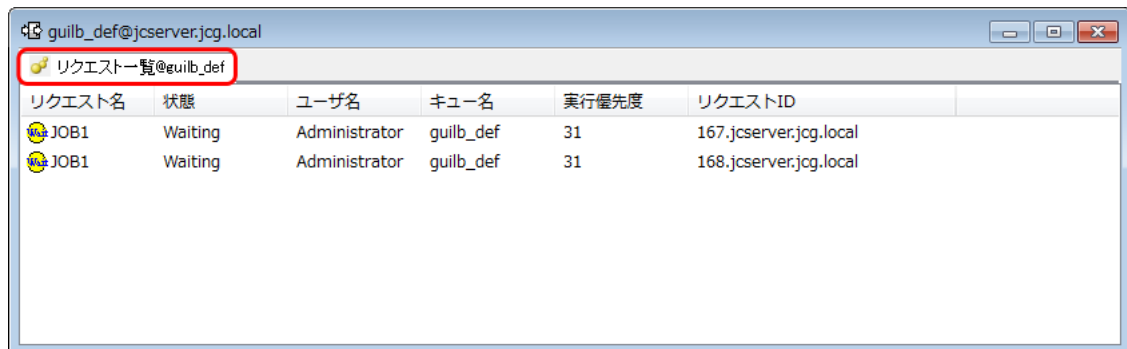 guilb_def@jcserver.jcg.local
リクエスト一覧@guilb_def
リクエスト名 状態 ユーザ名 キュー名 実行優先度 リクエストID
Wait JOB1 Waiting Administrator guilb_def 31 167.jcserver.jcg.local
Wait JOB1 Waiting Administrator guilb_def 31 168.jcserver.jcg.local